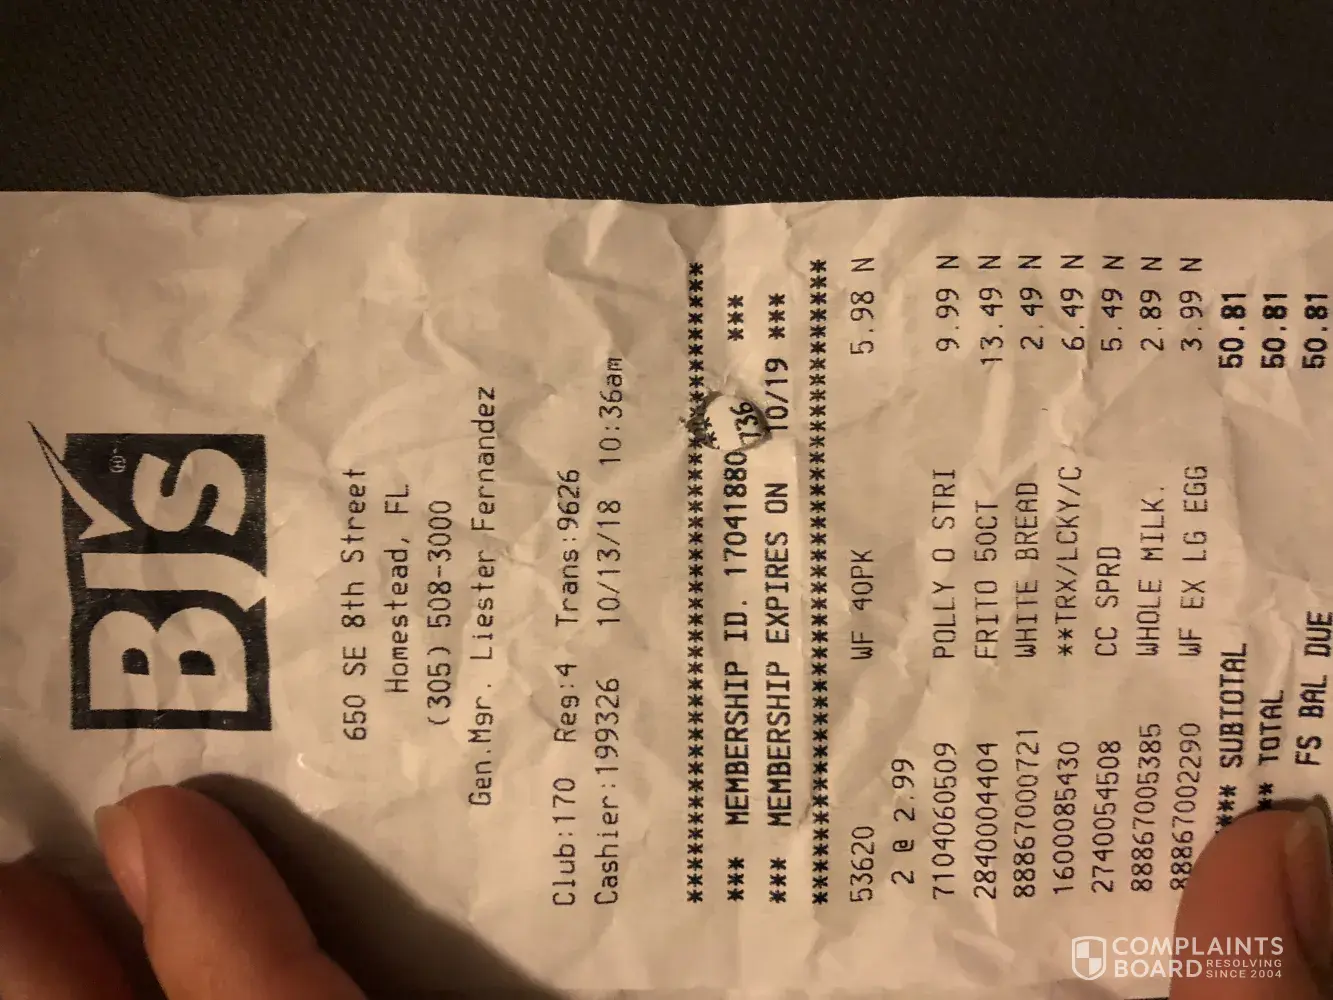 BJ's®
650 SE 8th Street
Homestead, FL
(305) 508-3000
Gen.Mgr. Liester Fernandez
Club:170 Reg:4 Trans:9626
Cashier:199326 10/13/18 10:36am
****************************************
*** MEMBERSHIP ID. 17041880736 ***
*** MEMBERSHIP EXPIRES ON 10/19 ***
****************************************
53620 WF 40PK 5.98 N
2 @ 2.99
7104060509 POLLY O STRI 9.99 N
2840004404 FRITO 50CT 13.49 N
88867000721 WHITE BREAD 2.49 N
1600085430 **TRX/LCKY/C 6.49 N
2740054508 CC SPRD 5.49 N
88867005385 WHOLE MILK. 2.89 N
88867002290 WF EX LG EGG 3.99 N
**** SUBTOTAL 50.81
** TOTAL 50.81
FS BAL DUE 50.81
COMPLAINTS
BOARD RESOLVING
SINCE 2004